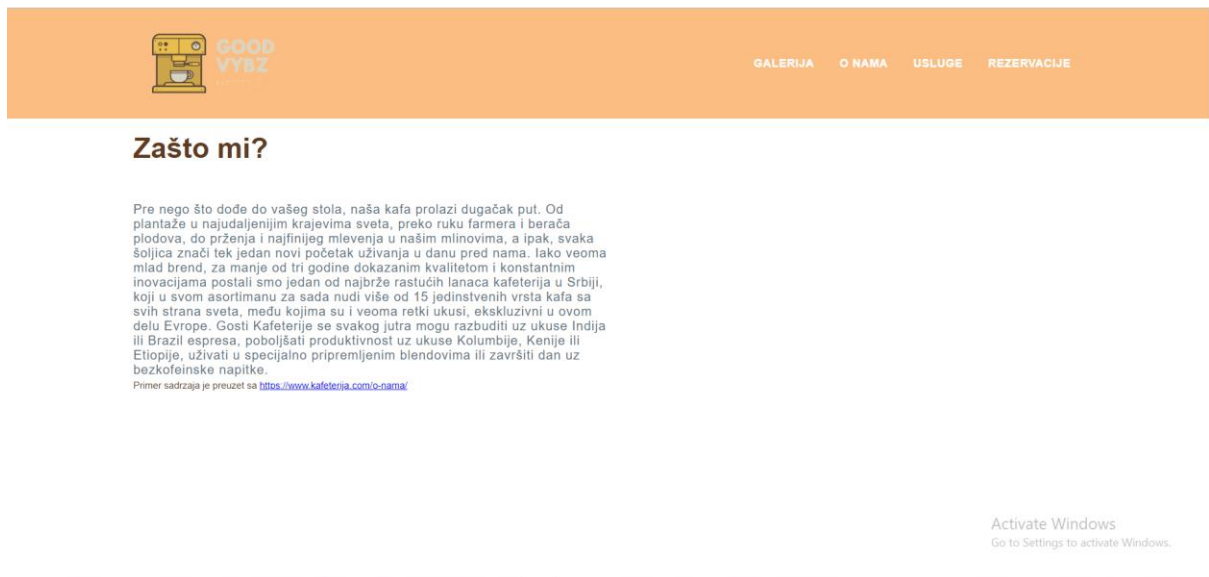 GOOD
VYBZ
GALERIJA O NAMA USLUGE REZERVACIJE
Zašto mi?
Pre nego što dođe do vašeg stola, naša kafa prolazi dugačak put. Od
plantaže u najudaljenijim krajevima sveta, preko ruku farmera i berača
plodova, do prženja i najfinijeg mlevenja u našim mlinovima, a ipak, svaka
šoljica znači tek jedan novi početak uživanja u danu pred nama. Iako veoma
mlad brend, za manje od tri godine dokazanim kvalitetom i konstantnim
inovacijama postali smo jedan od najbrže rastućih lanaca kafeterija u Srbiji,
koji u svom asortimanu za sada nudi više od 15 jedinstvenih vrsta kafa sa
svih strana sveta, među kojima su i veoma retki ukusi, ekskluzivni u ovom
delu Evrope. Gosti Kafeterije se svakog jutra mogu razbuditi uz ukuse Indija
ili Brazil espresa, poboljšati produktivnost uz ukuse Kolumbije, Kenije ili
Etiopije, uživati u specijalno pripremljenim blendovima ili završiti dan uz
bezkofeinske napitke.
Primer sadrzaja je preuzet sa https://www.kafeterija.com/o-nama/
Activate Windows
Go to Settings to activate Windows.